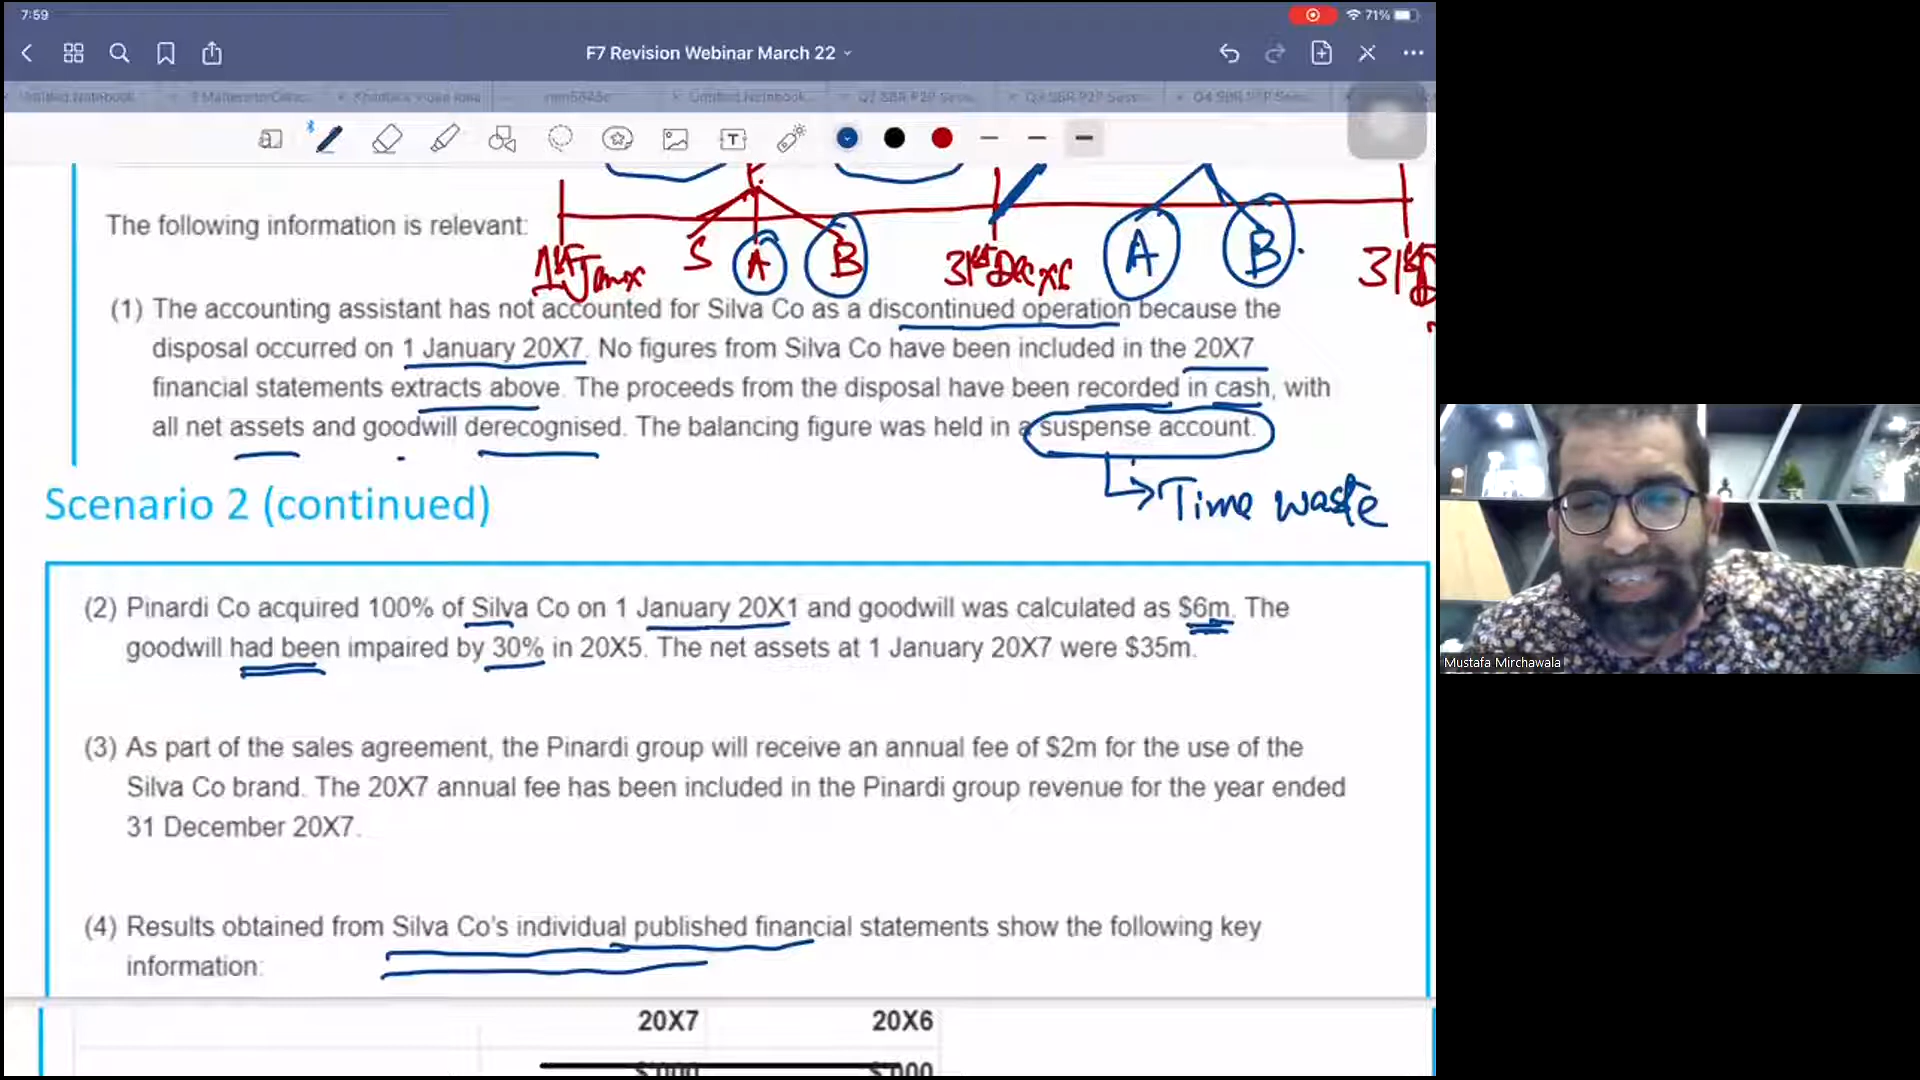 7:59
71%
F7 Revision Webinar March 22
Untitled Notebook
Untitled Notebook...
The following information is relevant:
1st Jan
S
A
B
31st Dec x6
A
B
(1) The accounting assistant has not accounted for Silva Co as a discontinued operation because the
disposal occurred on 1 January 20X7. No figures from Silva Co have been included in the 20X7
financial statements extracts above. The proceeds from the disposal have been recorded in cash, with
all net assets and goodwill derecognised. The balancing figure was held in a suspense account.
Time waste
Scenario 2 (continued)
(2) Pinardi Co acquired 100% of Silva Co on 1 January 20X1 and goodwill was calculated as $6m. The
goodwill had been impaired by 30% in 20X5. The net assets at 1 January 20X7 were $35m.
(3) As part of the sales agreement, the Pinardi group will receive an annual fee of $2m for the use of the
Silva Co brand. The 20X7 annual fee has been included in the Pinardi group revenue for the year ended
31 December 20X7.
(4) Results obtained from Silva Co's individual published financial statements show the following key
information:
20X7 20X6
$'000 $'000
Mustafa Mirchawala